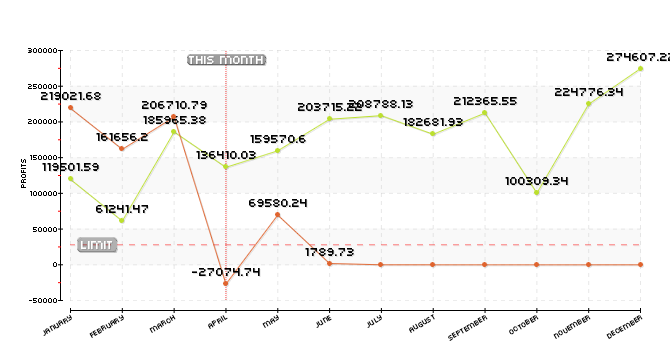 300000
THIS MONTH
274607.22
250000
219021.68
206710.79
203715.22
208788.13
212365.55
224776.34
200000
185965.38
182681.93
161656.2
159570.6
150000
136410.03
119501.59
100309.34
100000
61241.47
69580.24
50000
LIMIT
1789.73
0
-27074.74
-50000
PROFITS
JANUARY
FEBRUARY
MARCH
APRIL
MAY
JUNE
JULY
AUGUST
SEPTEMBER
OCTOBER
NOVEMBER
DECEMBER